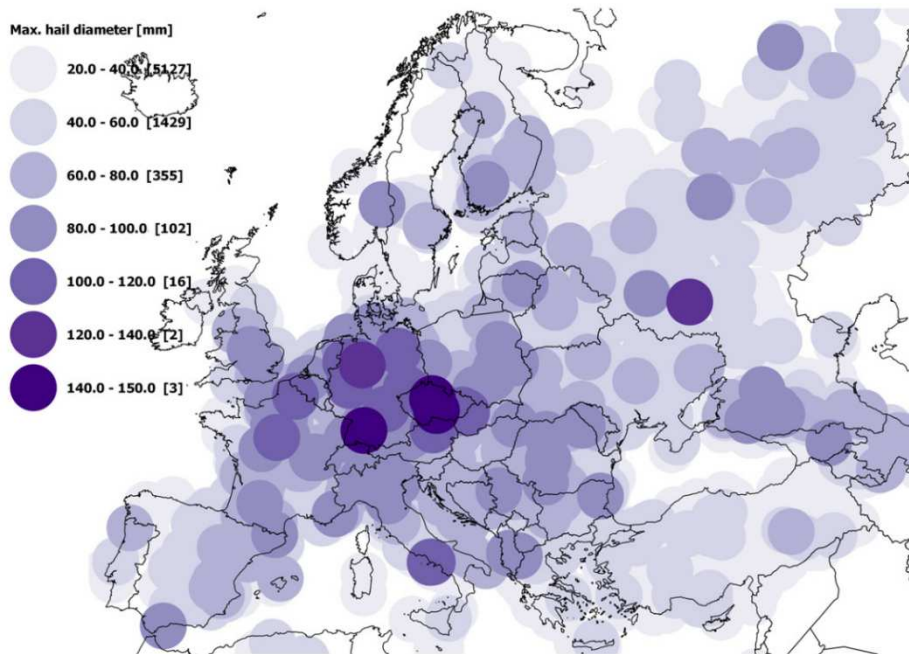 Max. hail diameter [mm]
20.0 - 40.0 [5127]
40.0 - 60.0 [1429]
60.0 - 80.0 [355]
80.0 - 100.0 [102]
100.0 - 120.0 [16]
120.0 - 140.0 [2]
140.0 - 150.0 [3]